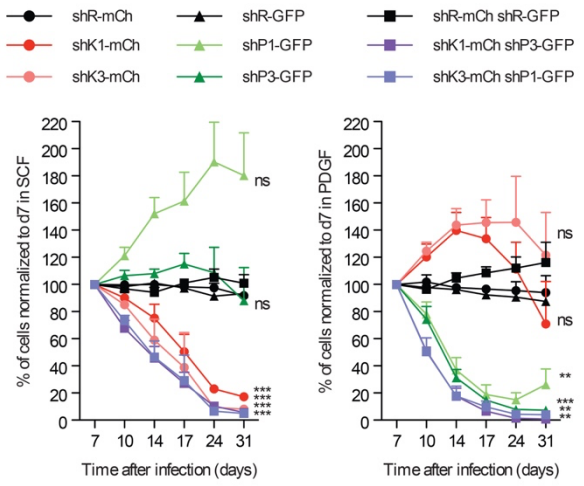 shR-mCh shR-GFP shR-mCh shR-GFP
shK1-mCh shP1-GFP shK1-mCh shP3-GFP
shK3-mCh shP3-GFP shK3-mCh shP1-GFP
% of cells normalized to d7 in SCF
220
200
180
160
140
120
100
80
60
40
20
0
ns
ns
***
***
***
***
7 10 14 17 24 31
Time after infection (days)
% of cells normalized to d7 in PDGF
220
200
180
160
140
120
100
80
60
40
20
0
ns
ns
**
***
**
**
7 10 14 17 24 31
Time after infection (days)